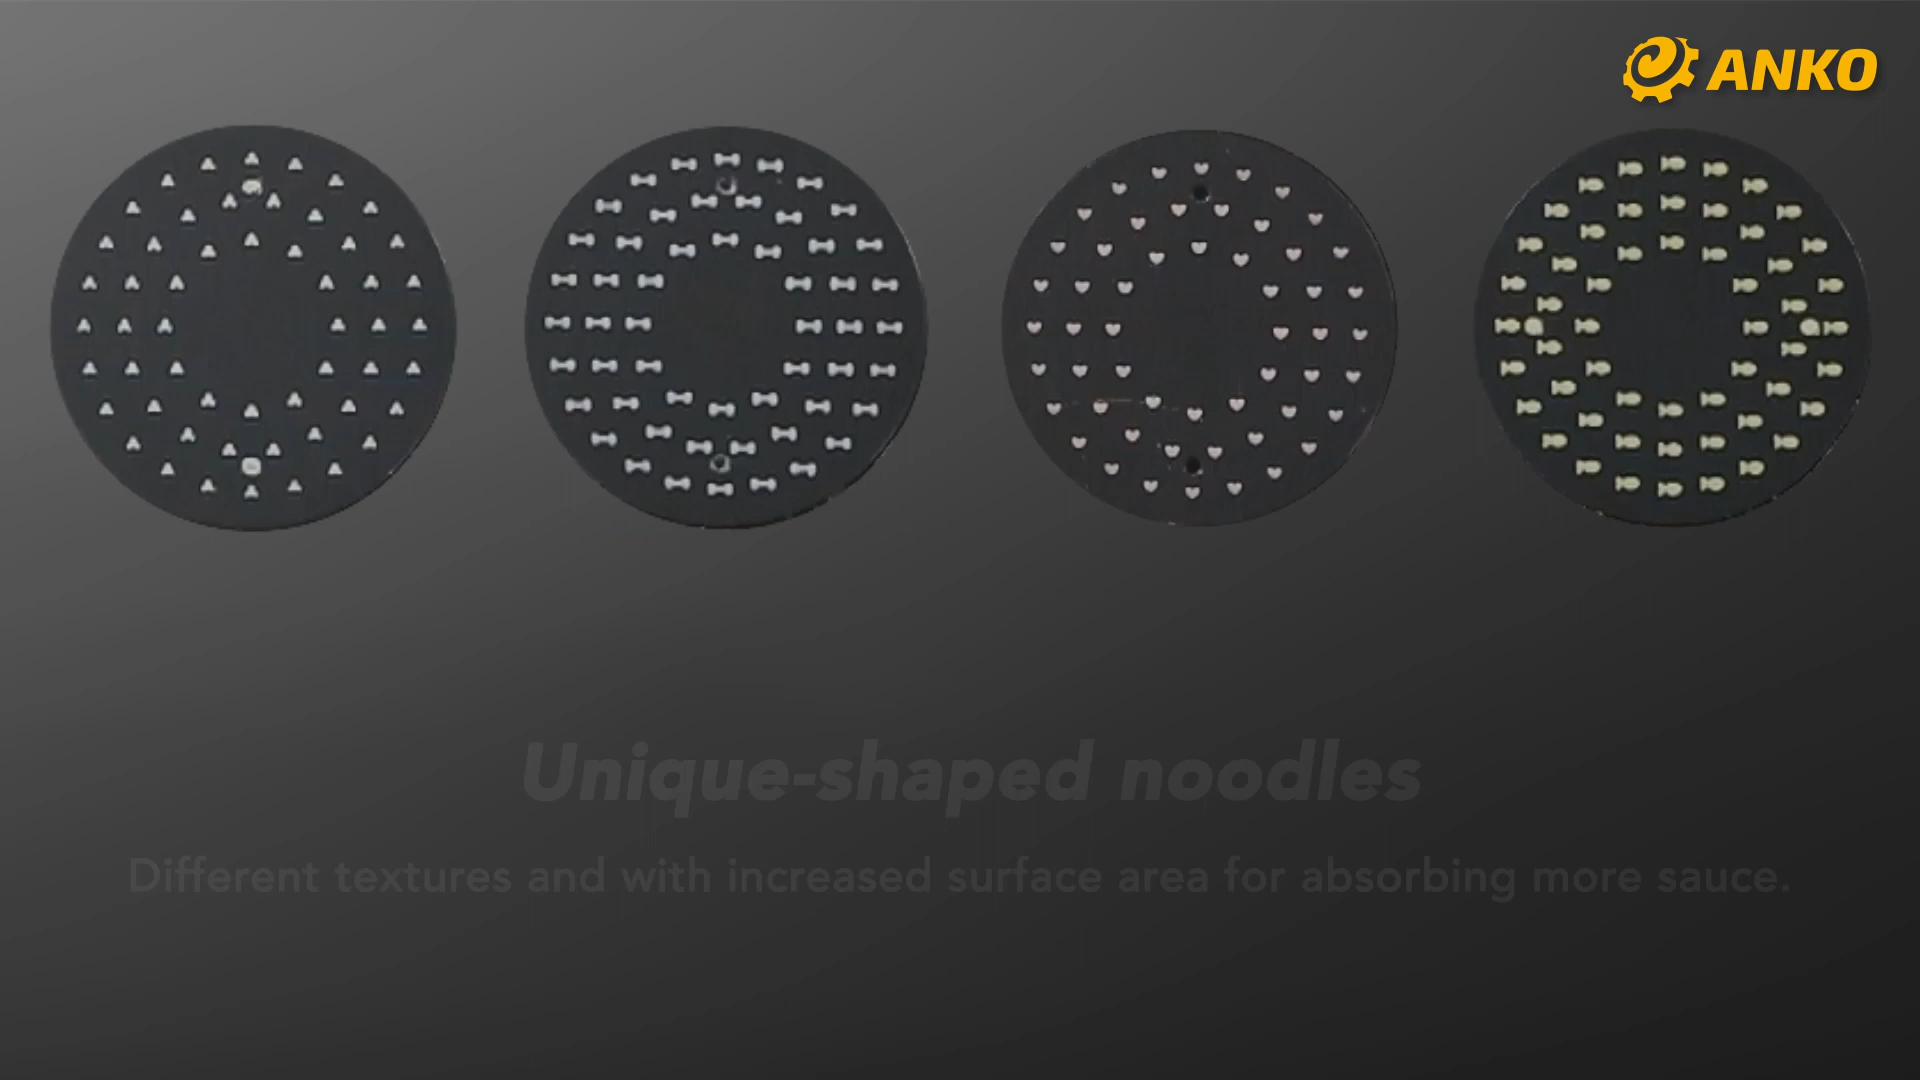 ANKO
Unique-shaped noodles
Different textures and with increased surface area for absorbing more sauce.